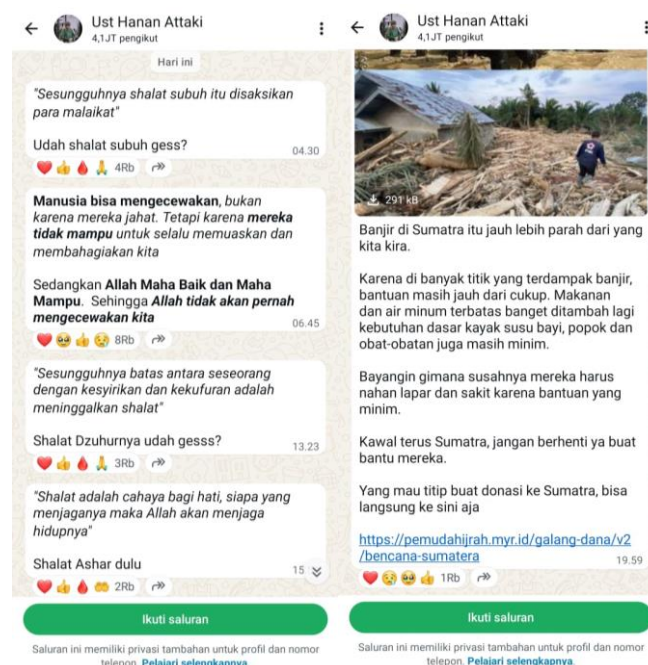 Ust Hanan Attaki
4,1JT pengikut
Hari ini
"Sesungguhnya shalat subuh itu disaksikan
para malaikat"
Udah shalat subuh gess?
04.30
4Rb
Manusia bisa mengecewakan, bukan
karena mereka jahat. Tetapi karena mereka
tidak mampu untuk selalu memuaskan dan
membahagiakan kita
Sedangkan Allah Maha Baik dan Maha
Mampu. Sehingga Allah tidak akan pernah
mengecewakan kita
06.45
8Rb
"Sesungguhnya batas antara seseorang
dengan kesyirikan dan kekufuran adalah
meninggalkan shalat"
Shalat Dzuhurnya udah gesss?
13.23
3Rb
"Shalat adalah cahaya bagi hati, siapa yang
menjaganya maka Allah akan menjaga
hidupnya"
Shalat Ashar dulu
15
2Rb
Ikuti saluran
Saluran ini memiliki privasi tambahan untuk profil dan nomor
telepon. Pelajari selengkapnya
Ust Hanan Attaki
4,1JT pengikut
291 kB
Banjir di Sumatra itu jauh lebih parah dari yang
kita kira.
Karena di banyak titik yang terdampak banjir,
bantuan masih jauh dari cukup. Makanan
dan air minum terbatas banget ditambah lagi
kebutuhan dasar kayak susu bayi, popok dan
obat-obatan juga masih minim.
Bayangin gimana susahnya mereka harus
nahan lapar dan sakit karena bantuan yang
minim.
Kawal terus Sumatra, jangan berhenti ya buat
bantu mereka.
Yang mau titip buat donasi ke Sumatra, bisa
langsung ke sini aja
https://pemudahijrah.myr.id/galang-dana/v2
/bencana-sumatera
19.59
1Rb
Ikuti saluran
Saluran ini memiliki privasi tambahan untuk profil dan nomor
telepon. Pelajari selengkapnya.